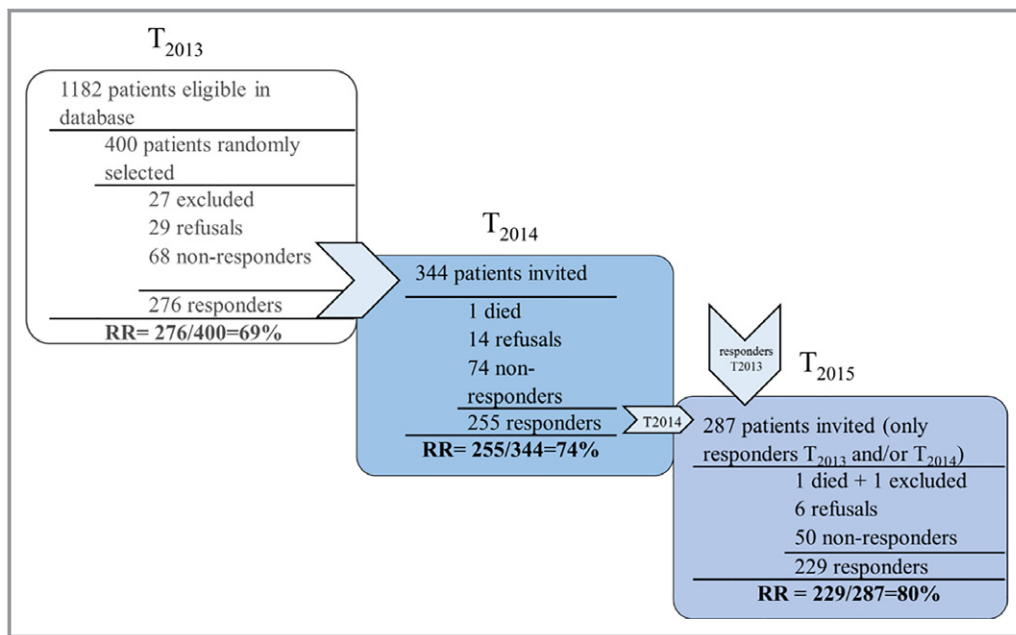 T2013
1182 patients eligible in
database
400 patients randomly
selected
27 excluded
29 refusals
68 non-responders
276 responders
RR= 276/400=69%
T2014
344 patients invited
1 died
14 refusals
74 non-
responders
255 responders
RR= 255/344=74%
T2014
responders
T2013
T2015
287 patients invited (only
responders T2013 and/or T2014)
1 died + 1 excluded
6 refusals
50 non-responders
229 responders
RR = 229/287=80%